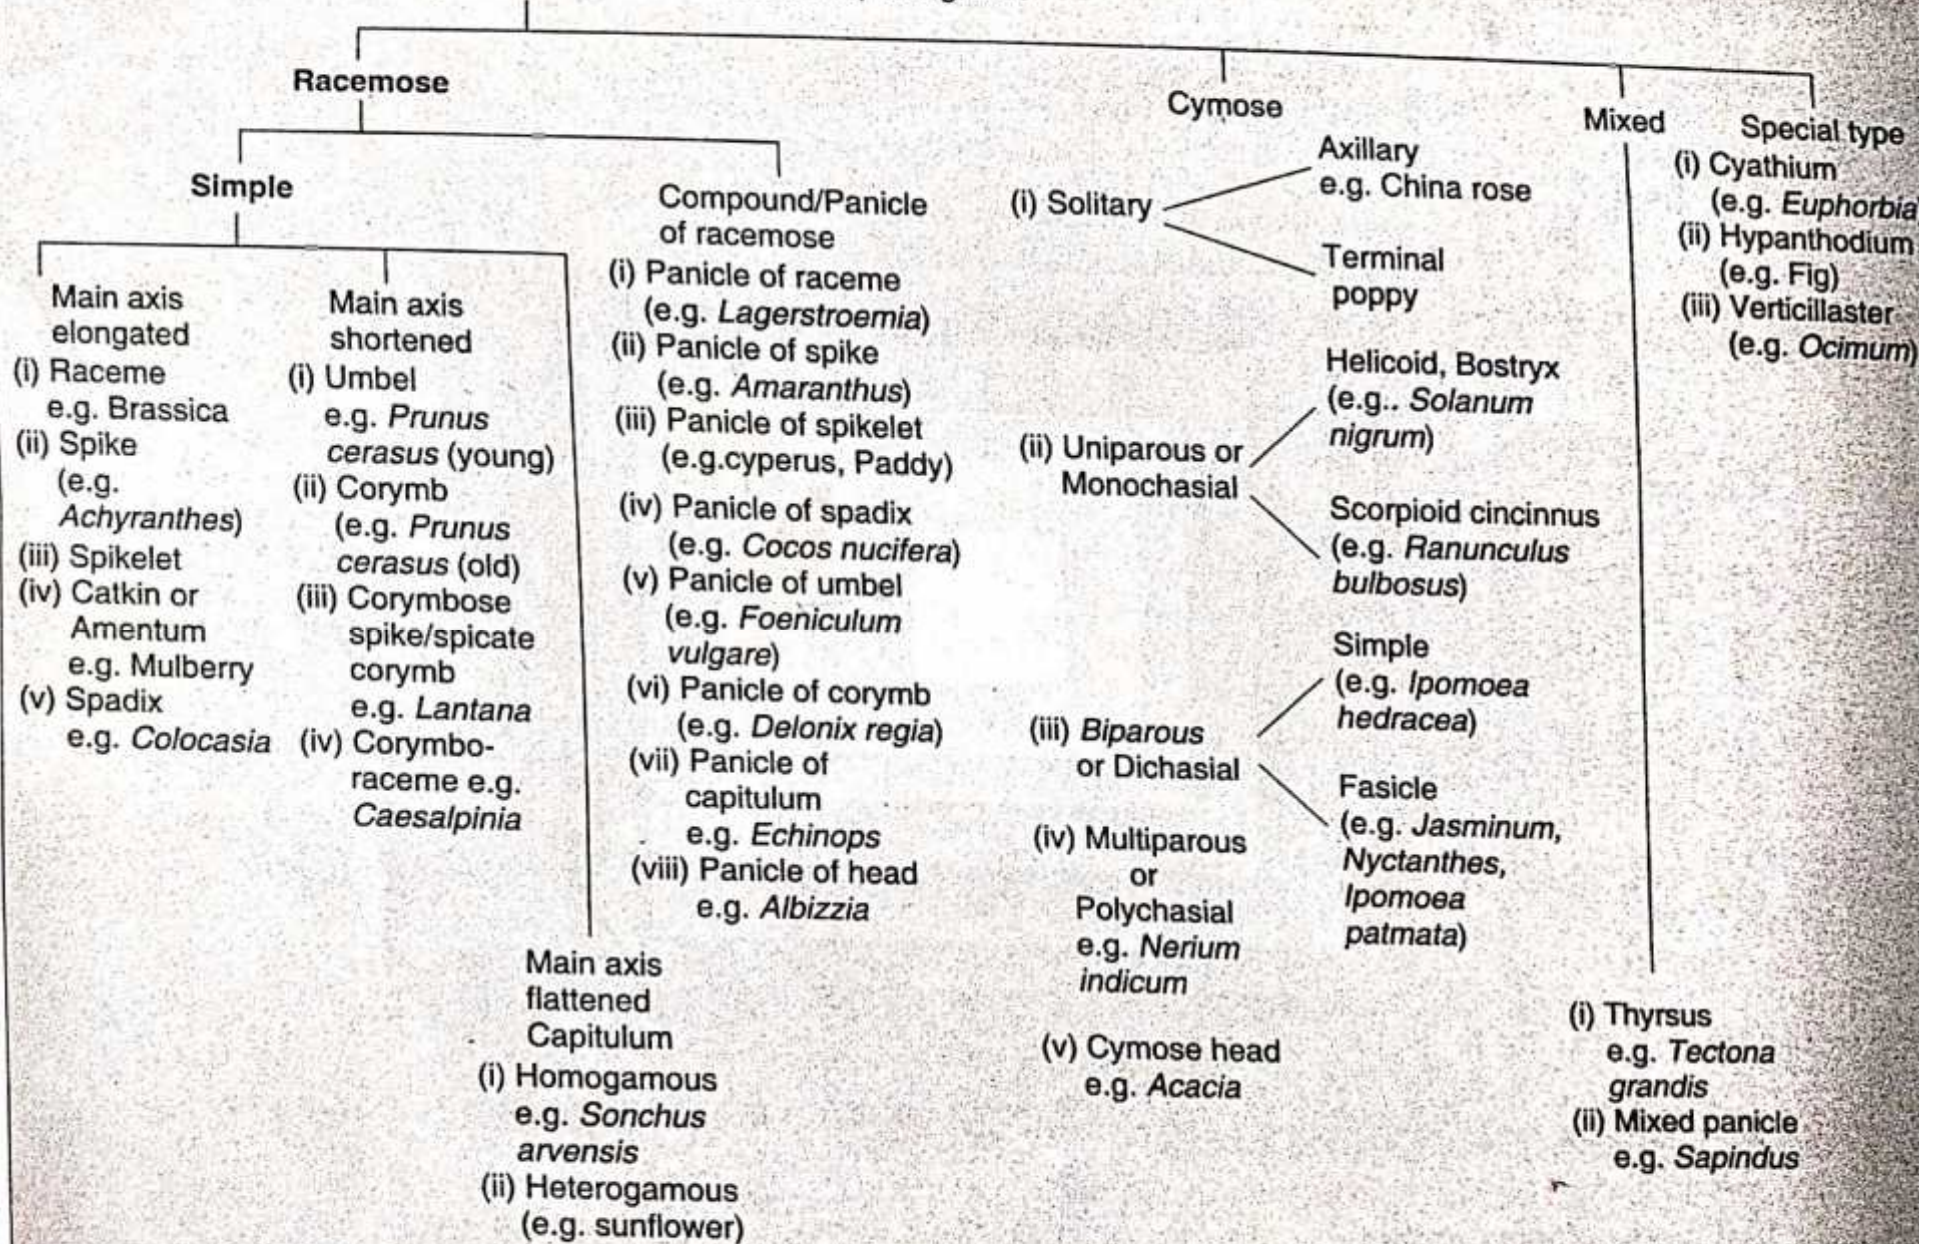 Racemose
Cymose
Mixed
Special type
Simple
Main axis
elongated
(i) Raceme
e.g. Brassica
(ii) Spike
(e.g.
Achyranthes)
(iii) Spikelet
(iv) Catkin or
Amentum
e.g. Mulberry
(v) Spadix
e.g. Colocasia
Main axis
shortened
(i) Umbel
e.g. Prunus
cerasus (young)
(ii) Corymb
(e.g. Prunus
cerasus (old)
(iii) Corymbose
spike/spicate
corymb
e.g. Lantana
(iv) Corymbo-
raceme e.g.
Caesalpinia
Main axis
flattened
Capitulum
(i) Homogamous
e.g. Sonchus
arvensis
(ii) Heterogamous
(e.g. sunflower)
Compound/Panicle
of racemose
(i) Panicle of raceme
(e.g. Lagerstroemia)
(ii) Panicle of spike
(e.g. Amaranthus)
(iii) Panicle of spikelet
(e.g.cyperus, Paddy)
(iv) Panicle of spadix
(e.g. Cocos nucifera)
(v) Panicle of umbel
(e.g. Foeniculum
vulgare)
(vi) Panicle of corymb
(e.g. Delonix regia)
(vii) Panicle of
capitulum
e.g. Echinops
(viii) Panicle of head
e.g. Albizzia
(i) Solitary
Axillary
e.g. China rose
Terminal
poppy
(ii) Uniparous or
Monochasial
Helicoid, Bostryx
(e.g.. Solanum
nigrum)
Scorpioid cincinnus
(e.g. Ranunculus
bulbosus)
(iii) Biparous
or Dichasial
Simple
(e.g. Ipomoea
hedracea)
Fasicle
(e.g. Jasminum,
Nyctanthes,
Ipomoea
patmata)
(iv) Multiparous
or
Polychasial
e.g. Nerium
indicum
(v) Cymose head
e.g. Acacia
(i) Thyrsus
e.g. Tectona
grandis
(ii) Mixed panicle
e.g. Sapindus
(i) Cyathium
(e.g. Euphorbia
(ii) Hypanthodium
(e.g. Fig)
(iii) Verticillaster
(e.g. Ocimum)